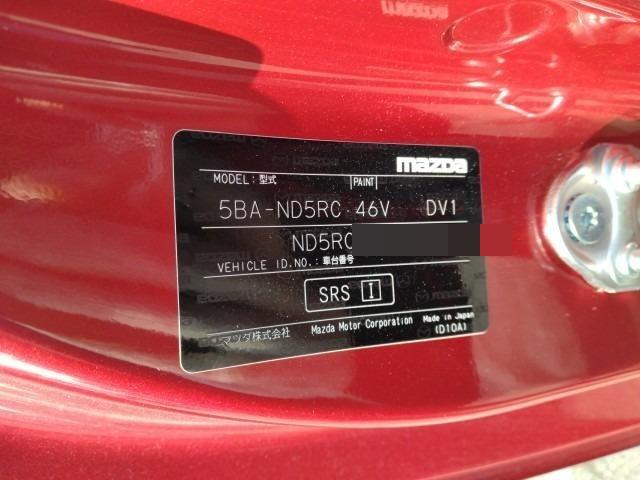 mazda
MODEL:型式 PAINT
5BA-ND5RC 46V DV1
ND5RC
VEHICLE ID.NO.:車台番号
SRS I
マツダ株式会社 Mazda Motor Corporation Made in Japan
(D10A)